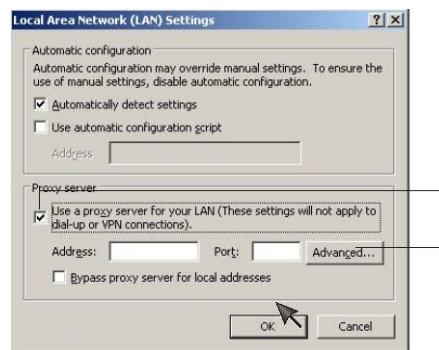 Local Area Network (LAN) Settings
Automatic configuration
Automatic configuration may override manual settings. To ensure the
use of manual settings, disable automatic configuration.
Automatically detect settings
Use automatic configuration script
Address
Proxy server
Use a proxy server for your LAN (These settings will not apply to
dial-up or VPN connections).
Address: Port: Advanced...
Bypass proxy server for local addresses
OK Cancel